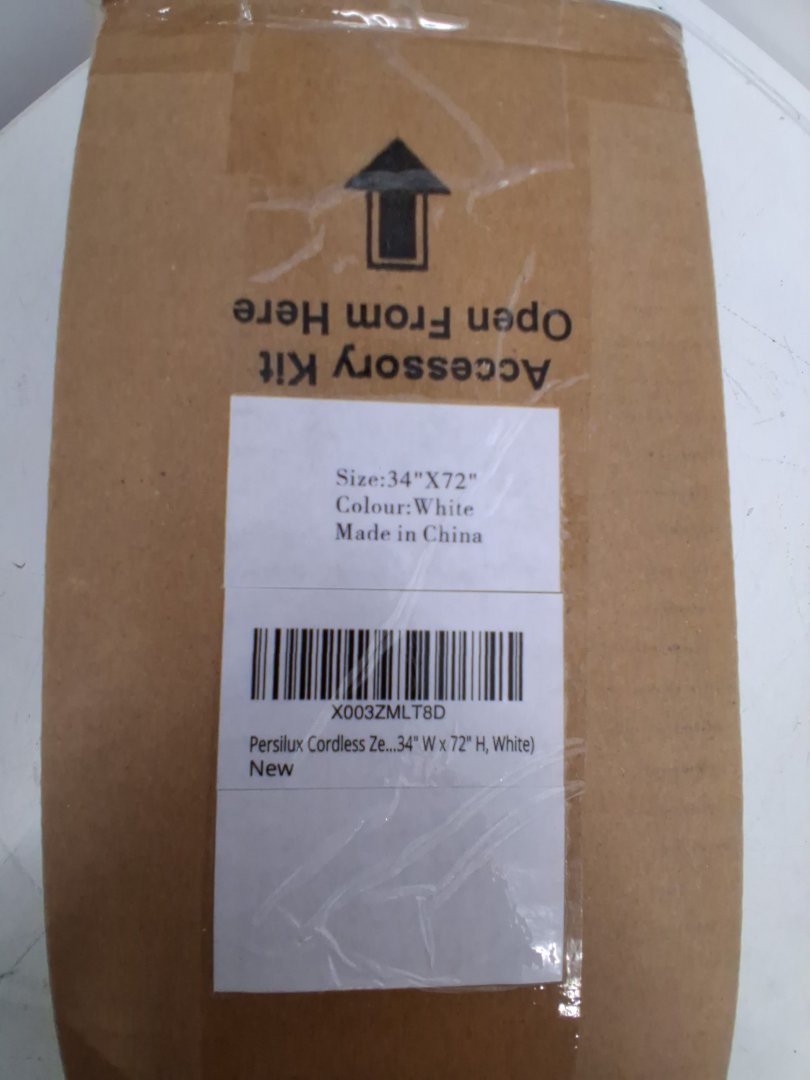 Accessory Kit
Open From Here
Size:34"X72"
Colour:White
Made in China
X003ZMLT8D
Persilux Cordless Ze...34" W x 72" H, White)
New